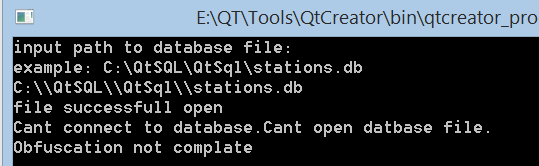 E:\QT\Tools\QtCreator\bin\qtcreator_pro
input path to database file:
example: C:\QtSQL\QtSql\stations.db
C:\\QtSQL\\QtSql\\stations.db
file successfull open
Cant connect to database.Cant open datbase file.
Obfuscation not complate